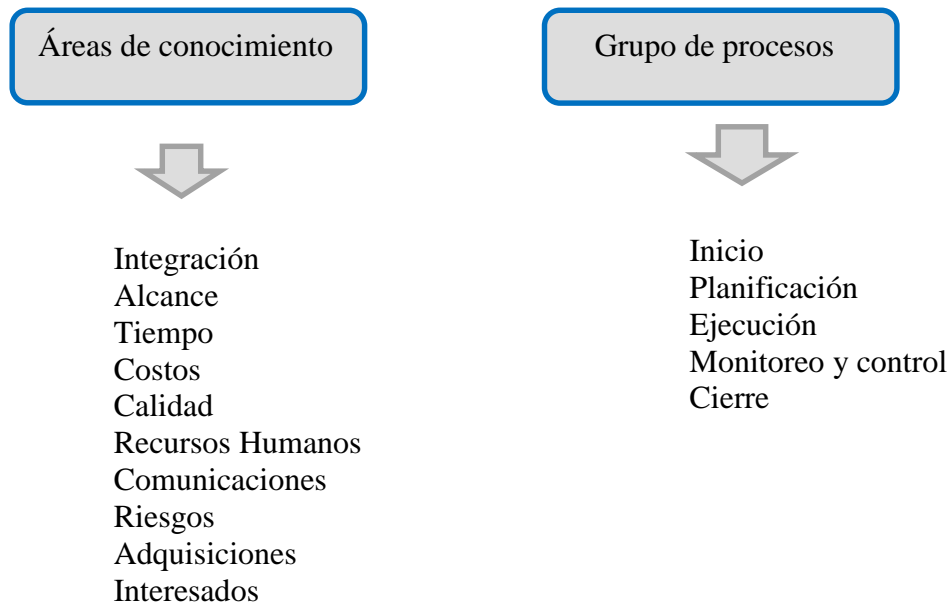 Áreas de conocimiento
Grupo de procesos
Integración
Alcance
Tiempo
Costos
Calidad
Recursos Humanos
Comunicaciones
Riesgos
Adquisiciones
Interesados
Inicio
Planificación
Ejecución
Monitoreo y control
Cierre